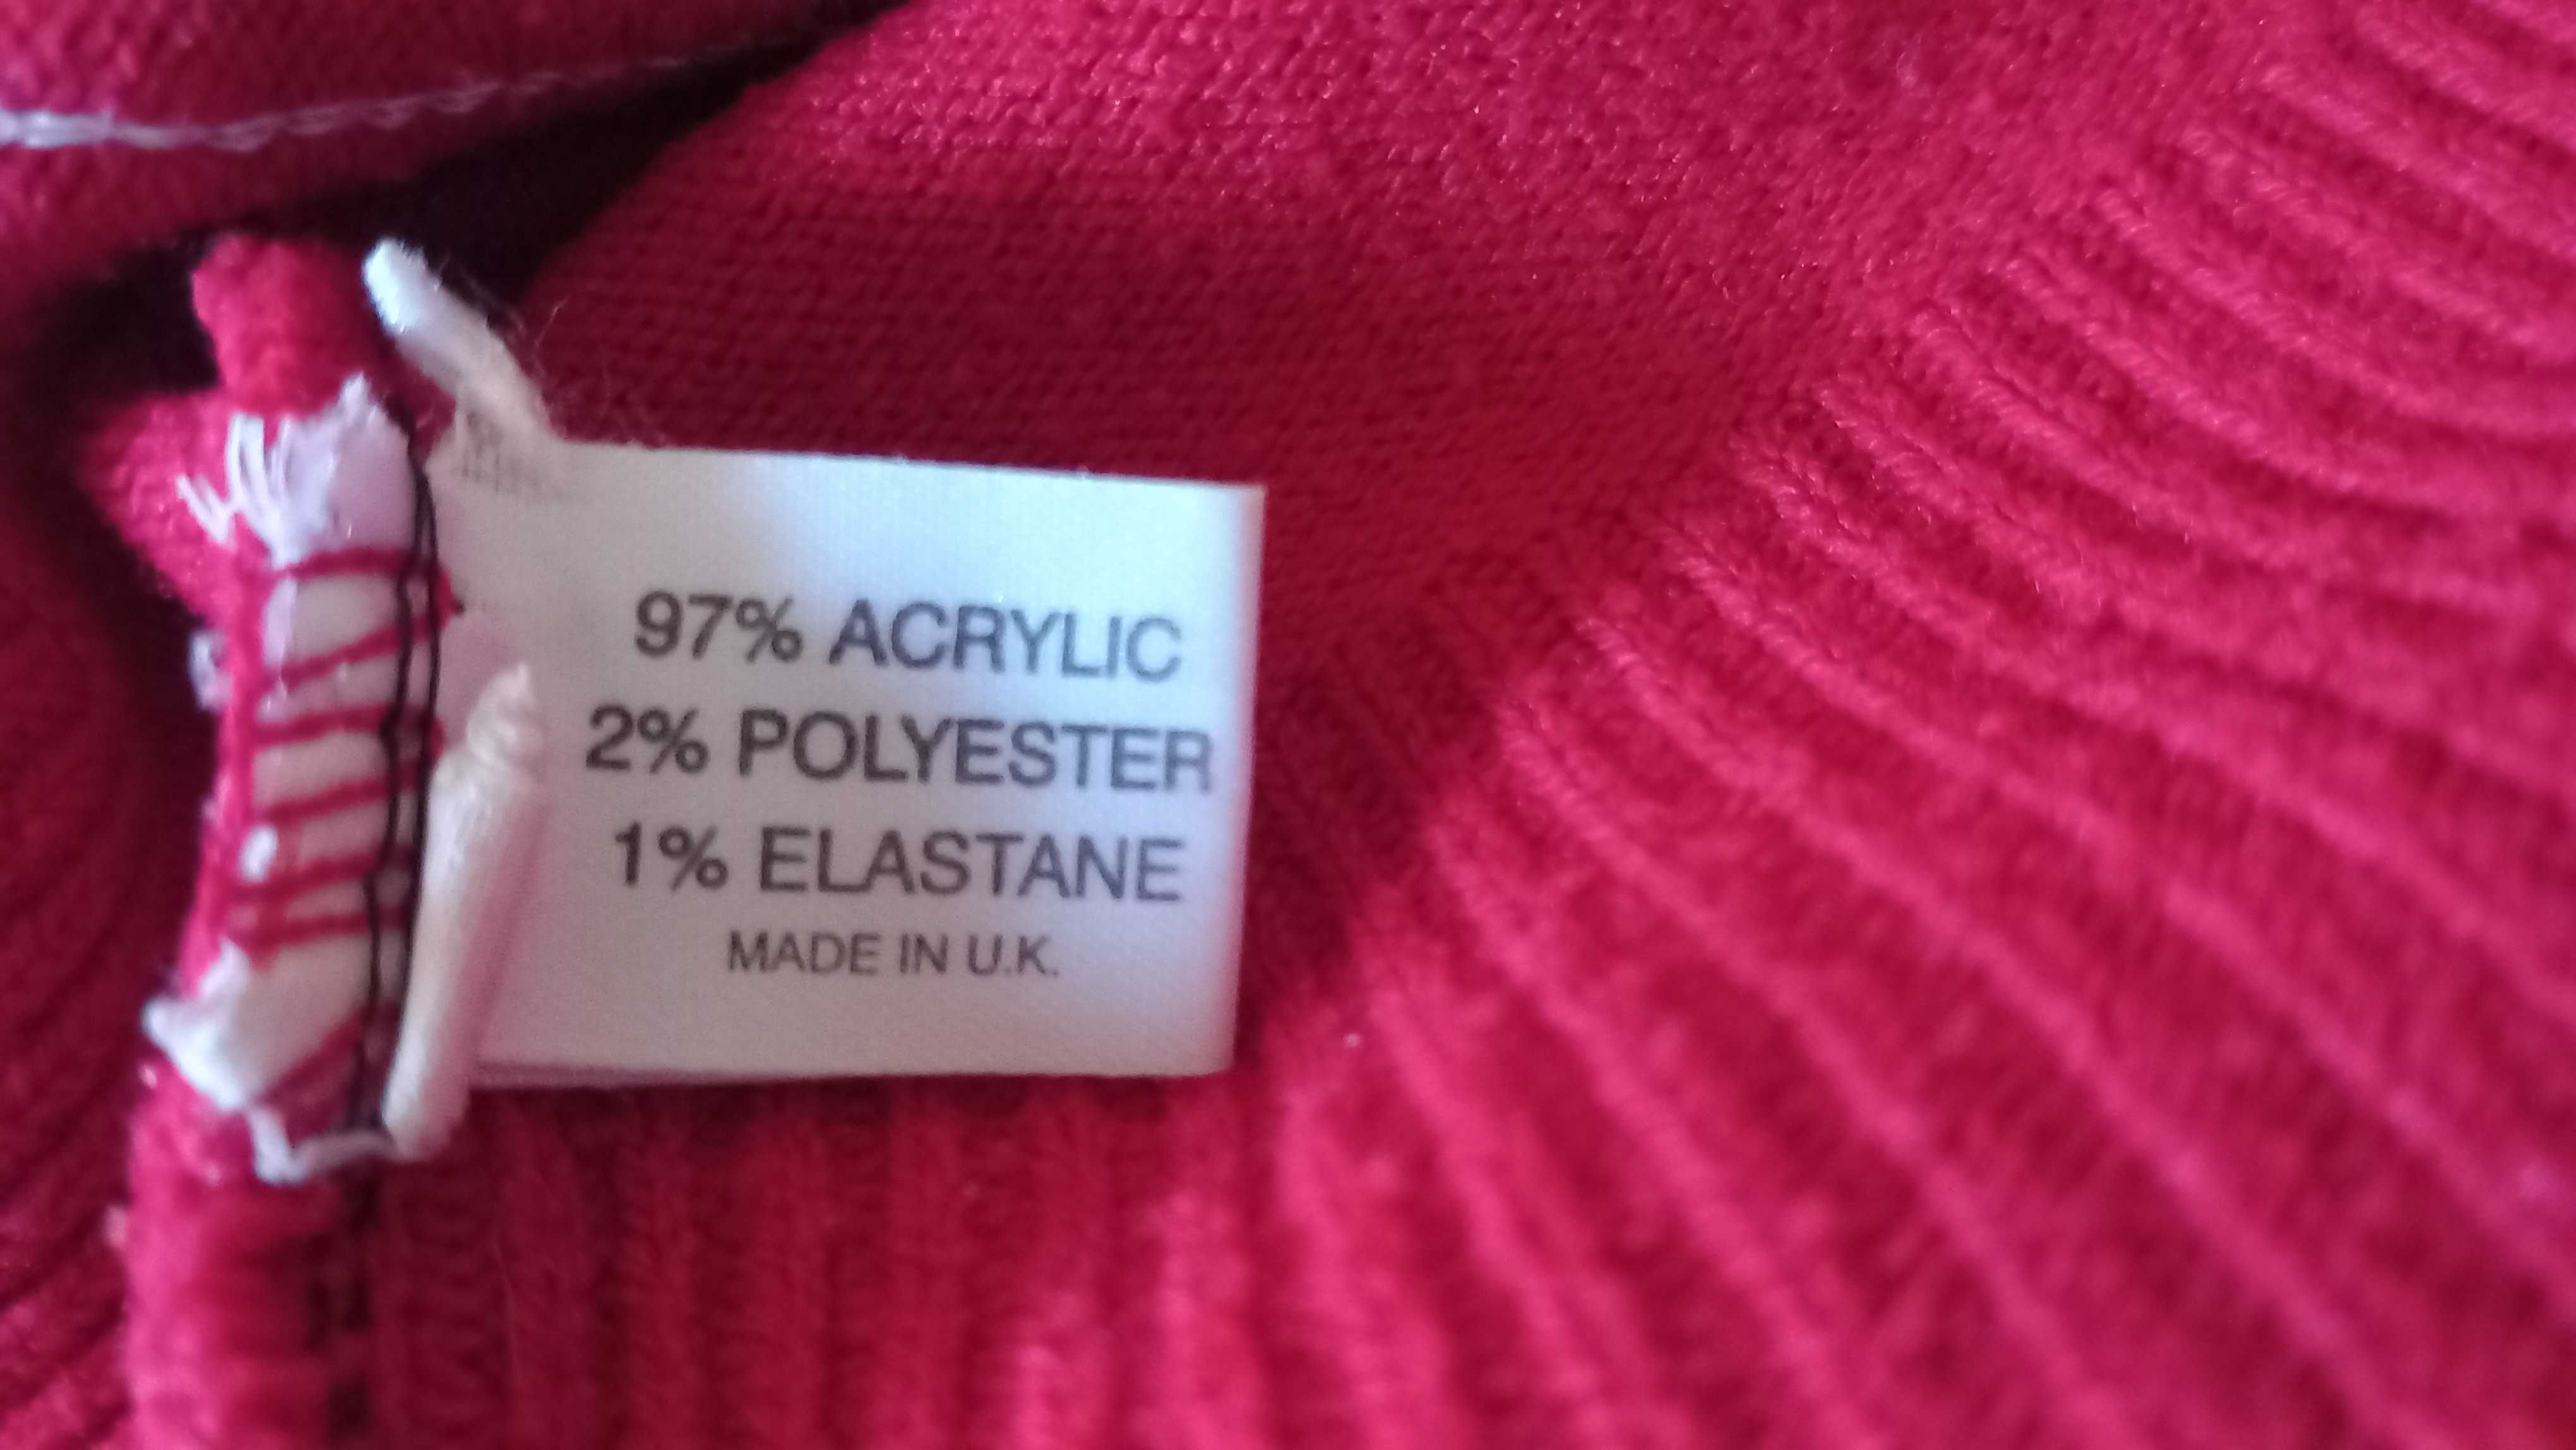 97% ACRYLIC
2% POLYESTER
1% ELASTANE
MADE IN U.K.